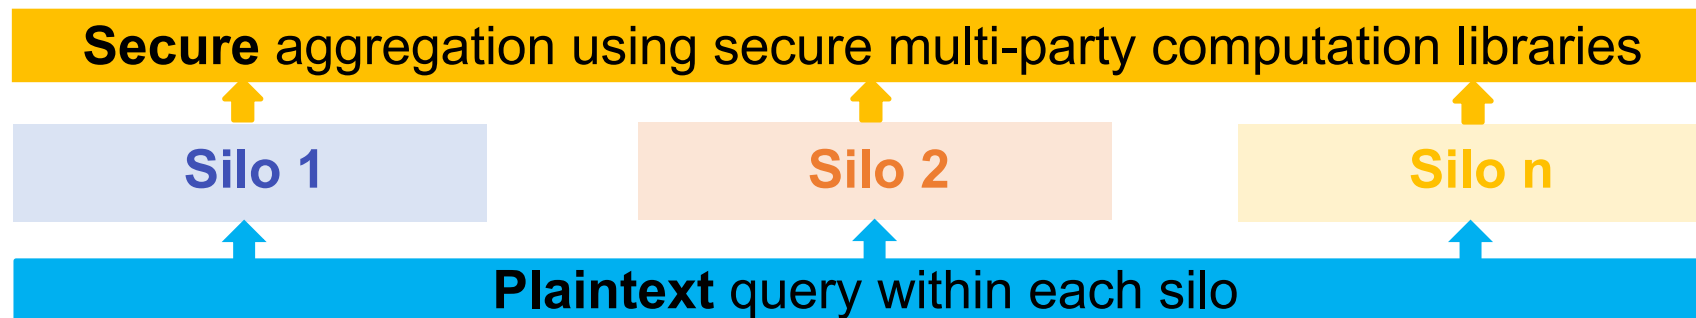 Secure aggregation using secure multi-party computation libraries
Silo 1
Silo 2
Silo n
Plaintext query within each silo